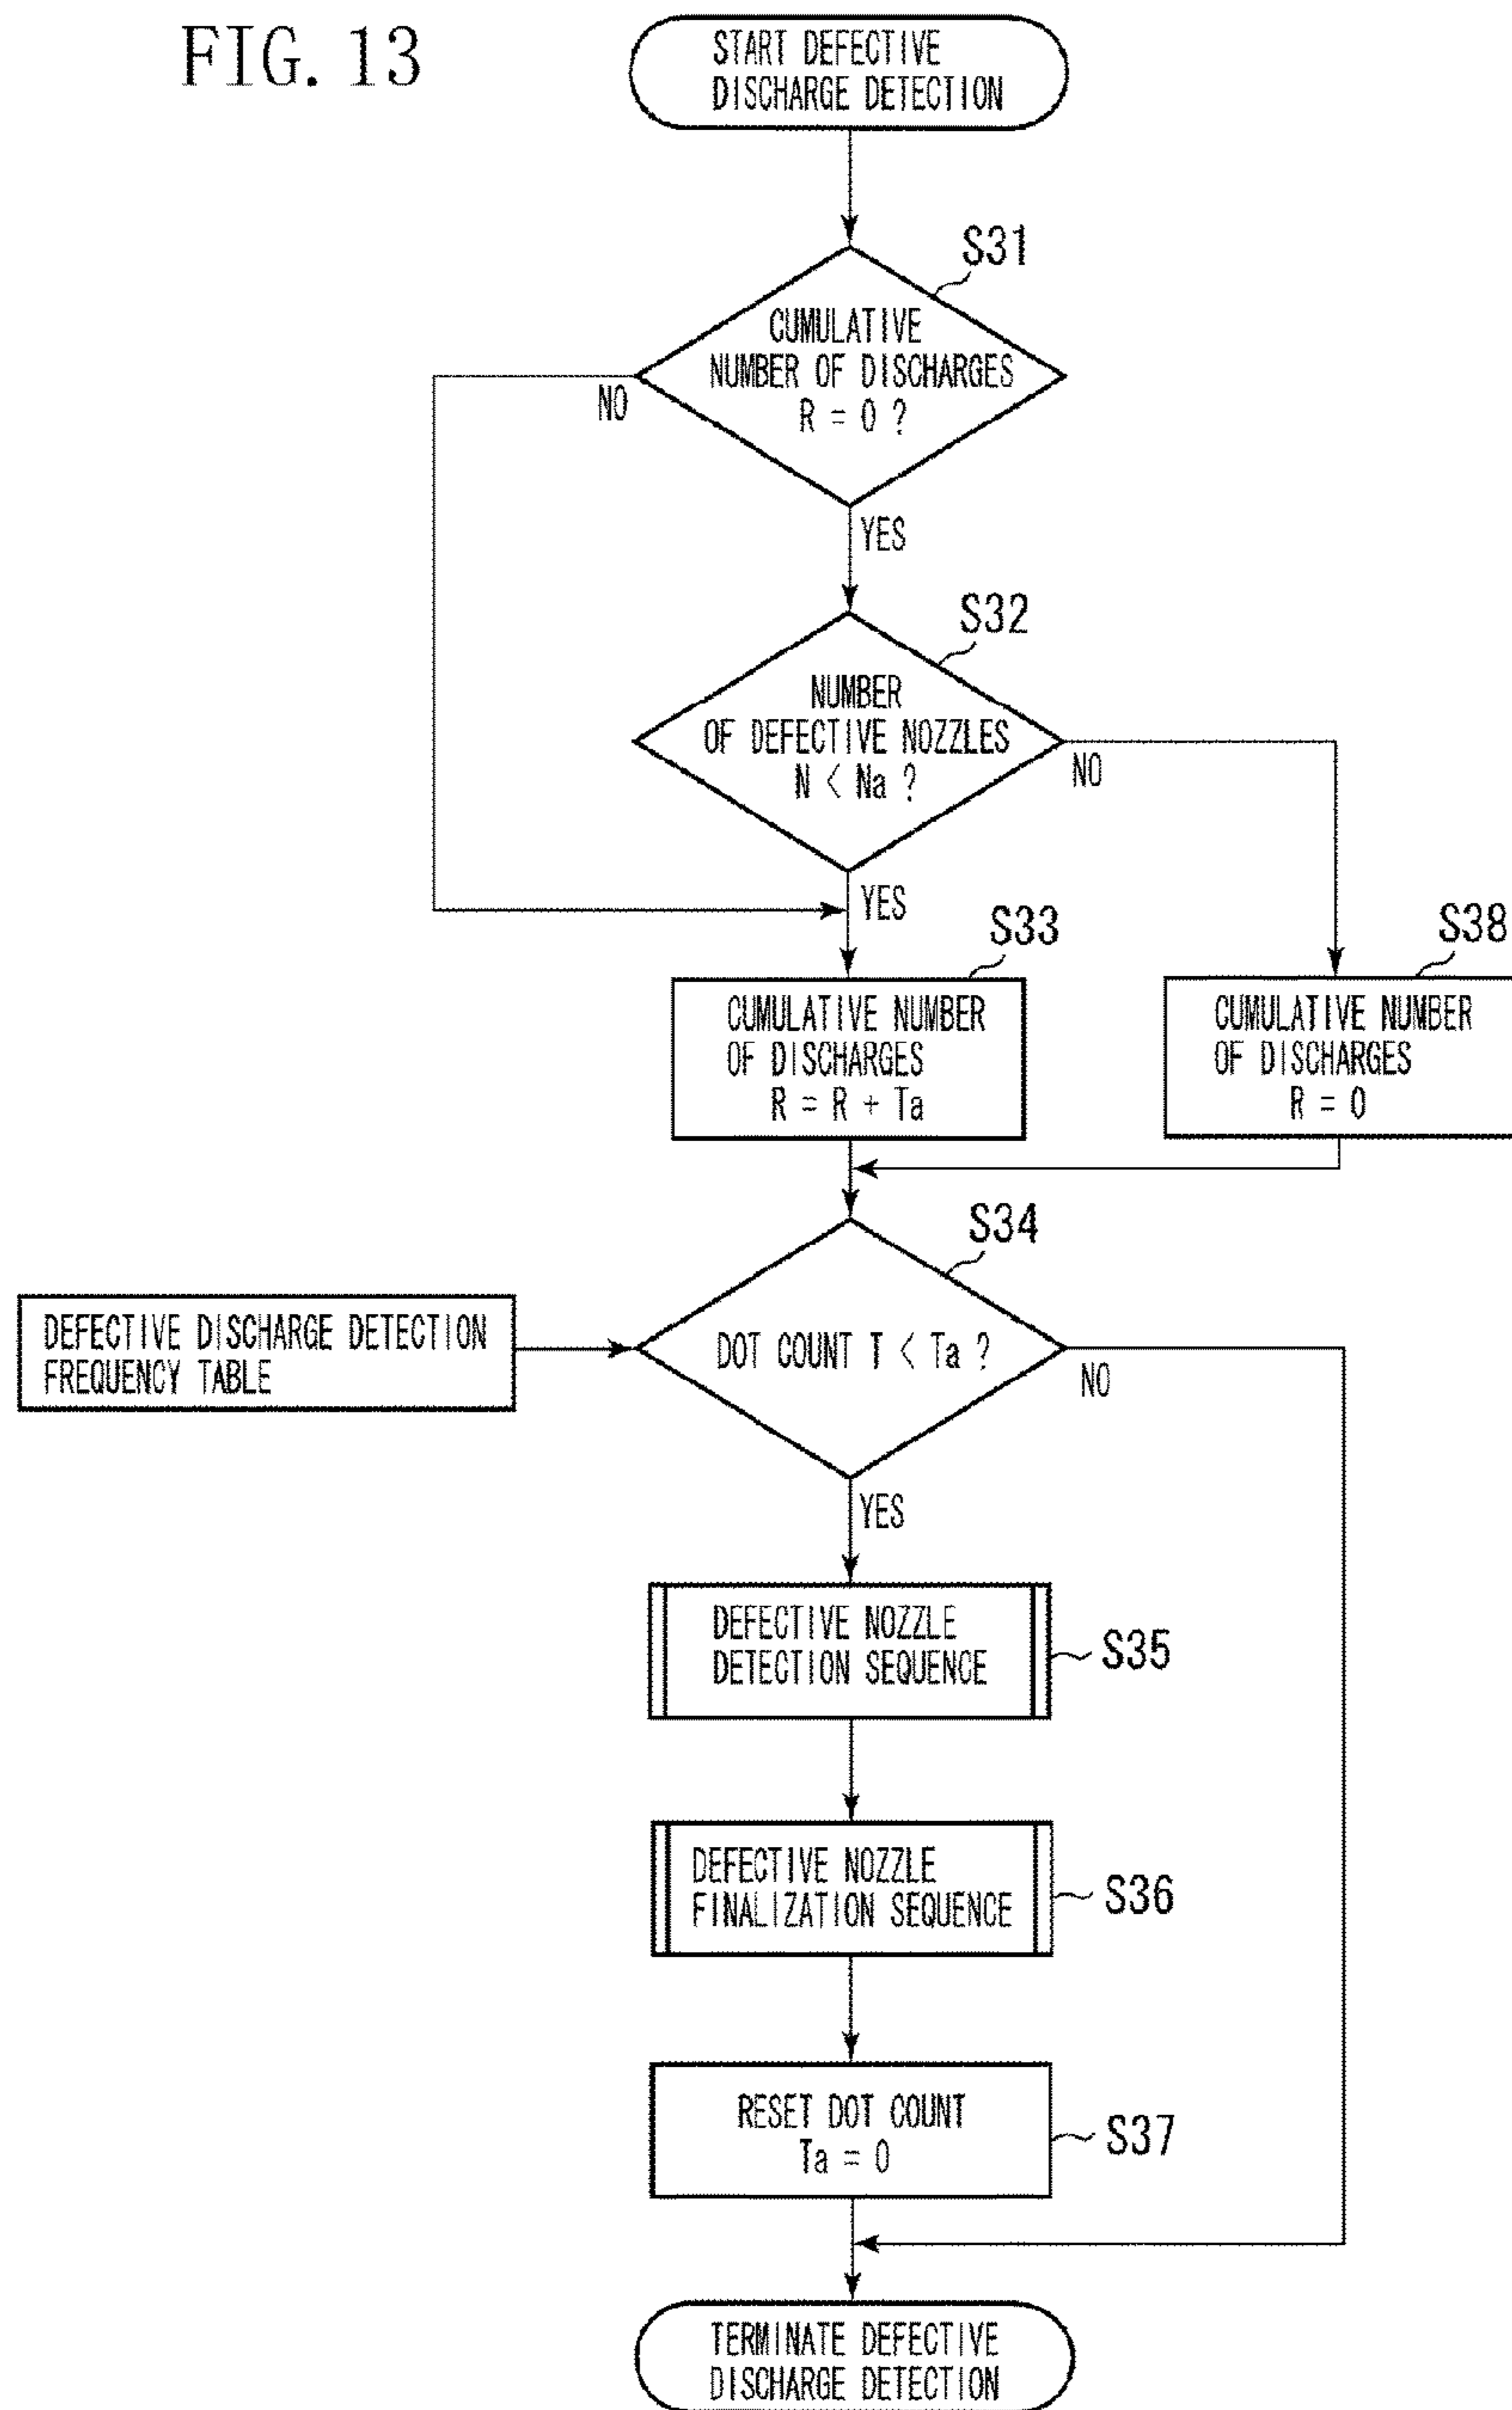 FIG. 13
START DEFECTIVE
DISCHARGE DETECTION
S31
CUMULATIVE
NUMBER OF DISCHARGES
R = 0 ?
NO
YES
S32
NUMBER
OF DEFECTIVE NOZZLES
N < Na ?
NO
YES
S33
CUMULATIVE NUMBER
OF DISCHARGES
R = R + Ta
S38
CUMULATIVE NUMBER
OF DISCHARGES
R = 0
S34
DEFECTIVE DISCHARGE DETECTION
FREQUENCY TABLE
DOT COUNT T < Ta ?
NO
YES
DEFECTIVE NOZZLE
DETECTION SEQUENCE
S35
DEFECTIVE NOZZLE
FINALIZATION SEQUENCE
S36
RESET DOT COUNT
Ta = 0
S37
TERMINATE DEFECTIVE
DISCHARGE DETECTION